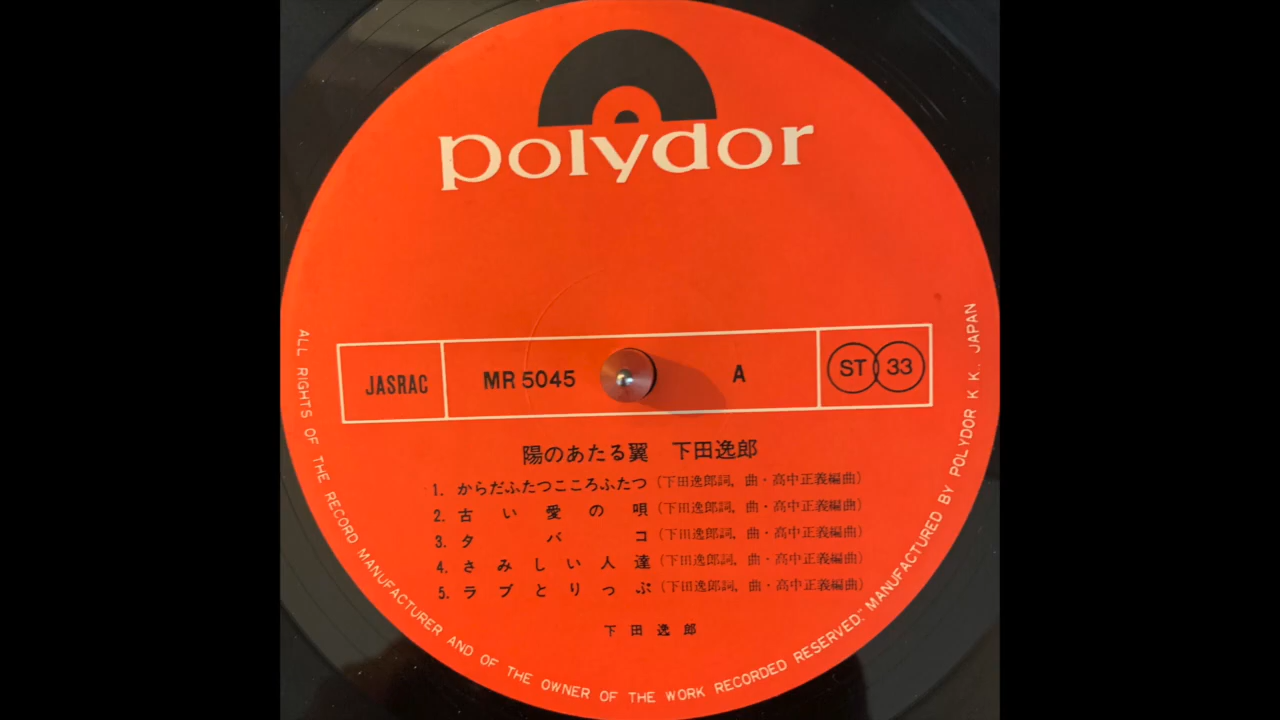 polydor
JASRAC MR 5045 A ST 33
陽のあたる翼 下田逸郎
1. からだふたつこころふたつ (下田逸郎詞, 曲・高中正義編曲)
2. 古い愛の唄 (下田逸郎詞, 曲・高中正義編曲)
3. タバコ (下田逸郎詞, 曲・高中正義編曲)
4. さみしい人達 (下田逸郎詞, 曲・高中正義編曲)
5. ラブとりっぷ (下田逸郎詞, 曲・高中正義編曲)
下田逸郎
ALL RIGHTS OF THE RECORD MANUFACTURER AND OF THE OWNER OF THE WORK RECORDED RESERVED." MANUFACTURED BY POLYDOR K K. JAPAN